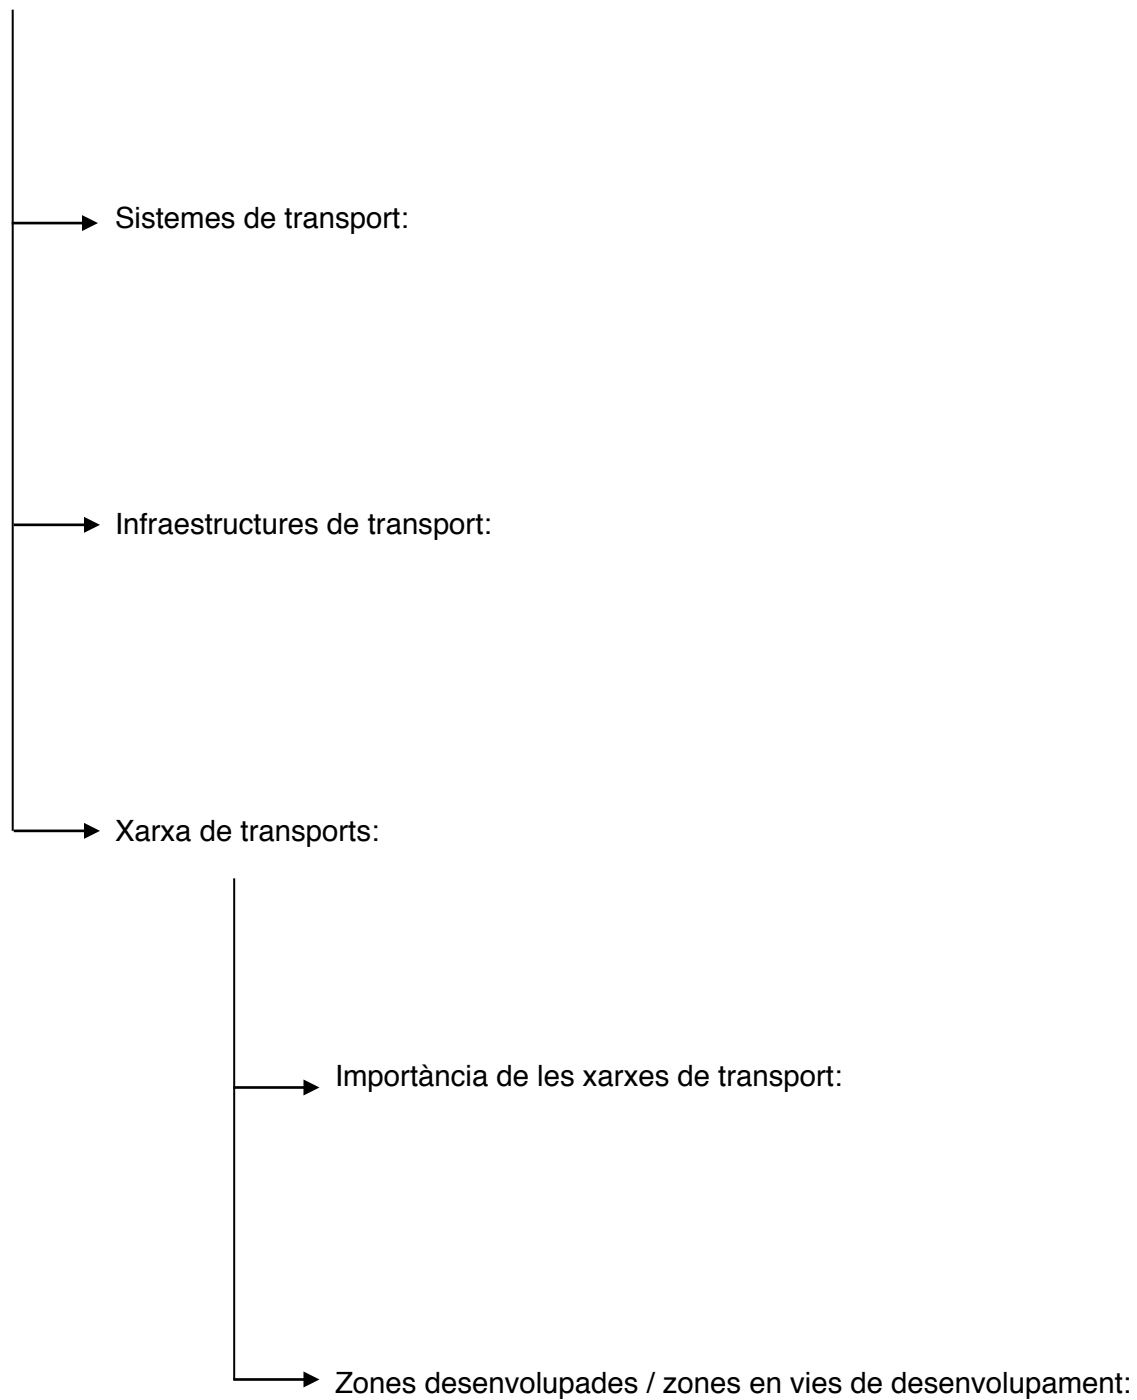 Sistemes de transport:
Infraestructures de transport:
Xarxa de transports:
Importància de les xarxes de transport:
Zones desenvolupades / zones en vies de desenvolupament: